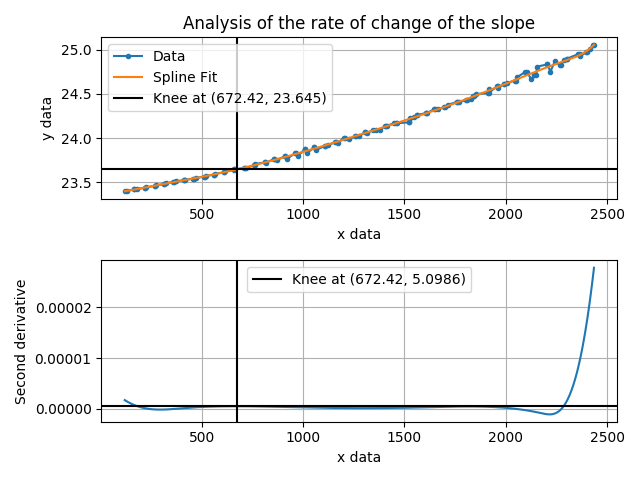 Analysis of the rate of change of the slope
y data
25.0
24.5
24.0
23.5
Data
Spline Fit
Knee at (672.42, 23.645)
500
1000
1500
2000
2500
x data
Second derivative
0.00002
0.00001
0.00000
Knee at (672.42, 5.0986)
500
1000
1500
2000
2500
x data